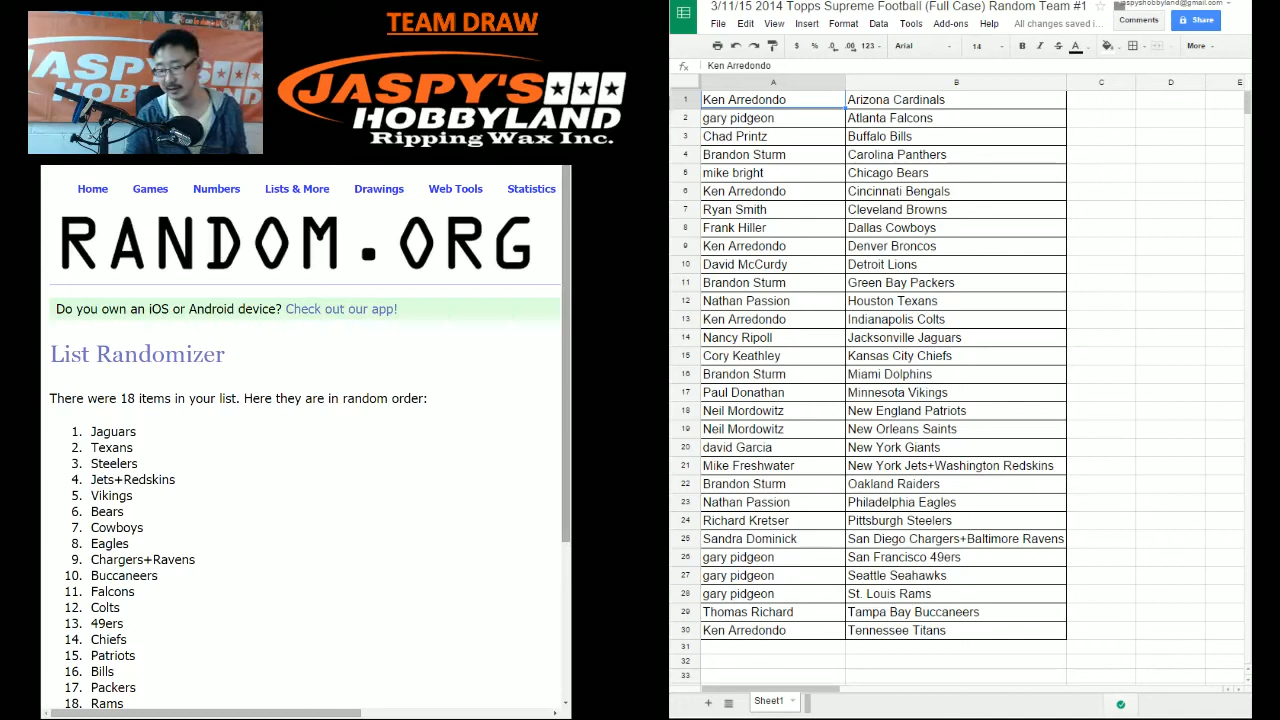 TEAM DRAW
JASPY'S
HOBBYLAND
Ripping Wax Inc.
Home Games Numbers Lists & More Drawings Web Tools Statistics
RANDOM.ORG
Do you own an iOS or Android device? Check out our app!
List Randomizer
There were 18 items in your list. Here they are in random order:
1. Jaguars
2. Texans
3. Steelers
4. Jets+Redskins
5. Vikings
6. Bears
7. Cowboys
8. Eagles
9. Chargers+Ravens
10. Buccaneers
11. Falcons
12. Colts
13. 49ers
14. Chiefs
15. Patriots
16. Bills
17. Packers
18. Rams
jaspyshobbyland@gmail.com
3/11/15 2014 Topps Supreme Football (Full Case) Random Team #1
File Edit View Insert Format Data Tools Add-ons Help All changes saved i... Comments Share
$ % .0 .00 123 Arial 14 B I S A More
fx Ken Arredondo
A B C D E
1 Ken Arredondo Arizona Cardinals
2 gary pidgeon Atlanta Falcons
3 Chad Printz Buffalo Bills
4 Brandon Sturm Carolina Panthers
5 mike bright Chicago Bears
6 Ken Arredondo Cincinnati Bengals
7 Ryan Smith Cleveland Browns
8 Frank Hiller Dallas Cowboys
9 Ken Arredondo Denver Broncos
10 David McCurdy Detroit Lions
11 Brandon Sturm Green Bay Packers
12 Nathan Passion Houston Texans
13 Ken Arredondo Indianapolis Colts
14 Nancy Ripoll Jacksonville Jaguars
15 Cory Keathley Kansas City Chiefs
16 Brandon Sturm Miami Dolphins
17 Paul Donathan Minnesota Vikings
18 Neil Mordowitz New England Patriots
19 Neil Mordowitz New Orleans Saints
20 david Garcia New York Giants
21 Mike Freshwater New York Jets+Washington Redskins
22 Brandon Sturm Oakland Raiders
23 Nathan Passion Philadelphia Eagles
24 Richard Kretser Pittsburgh Steelers
25 Sandra Dominick San Diego Chargers+Baltimore Ravens
26 gary pidgeon San Francisco 49ers
27 gary pidgeon Seattle Seahawks
28 gary pidgeon St. Louis Rams
29 Thomas Richard Tampa Bay Buccaneers
30 Ken Arredondo Tennessee Titans
31
32
33
Sheet1